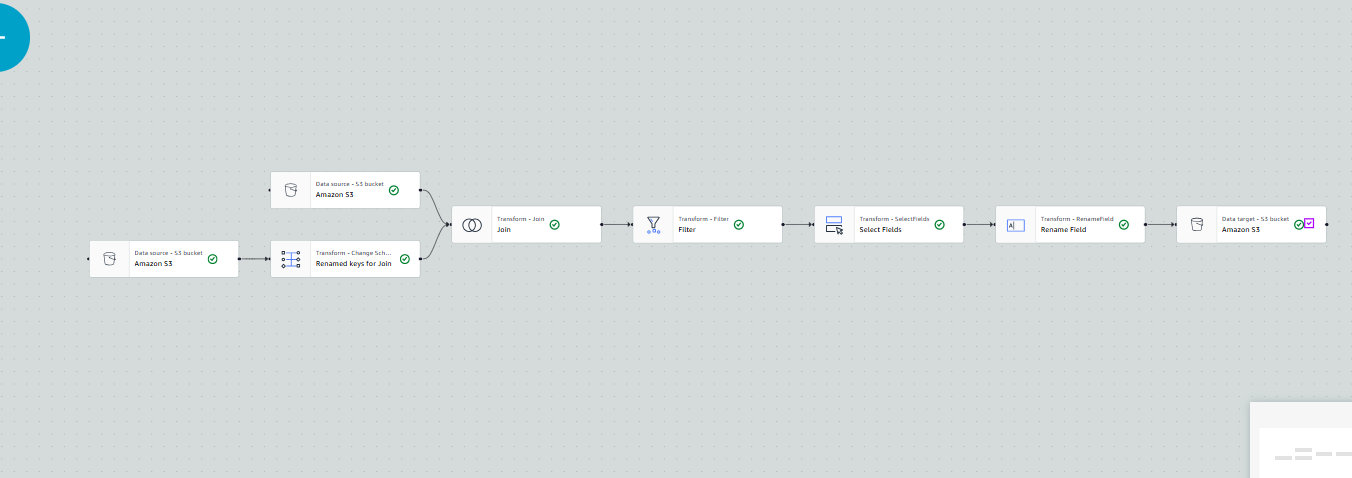 Data source - S3 bucket
Amazon S3
Data source - S3 bucket
Amazon S3
Transform - Change Sch...
Renamed keys for Join
Transform - Join
Join
Transform - Filter
Filter
Transform - SelectFields
Select Fields
Transform - RenameField
Rename Field
Data target - S3 bucket
Amazon S3